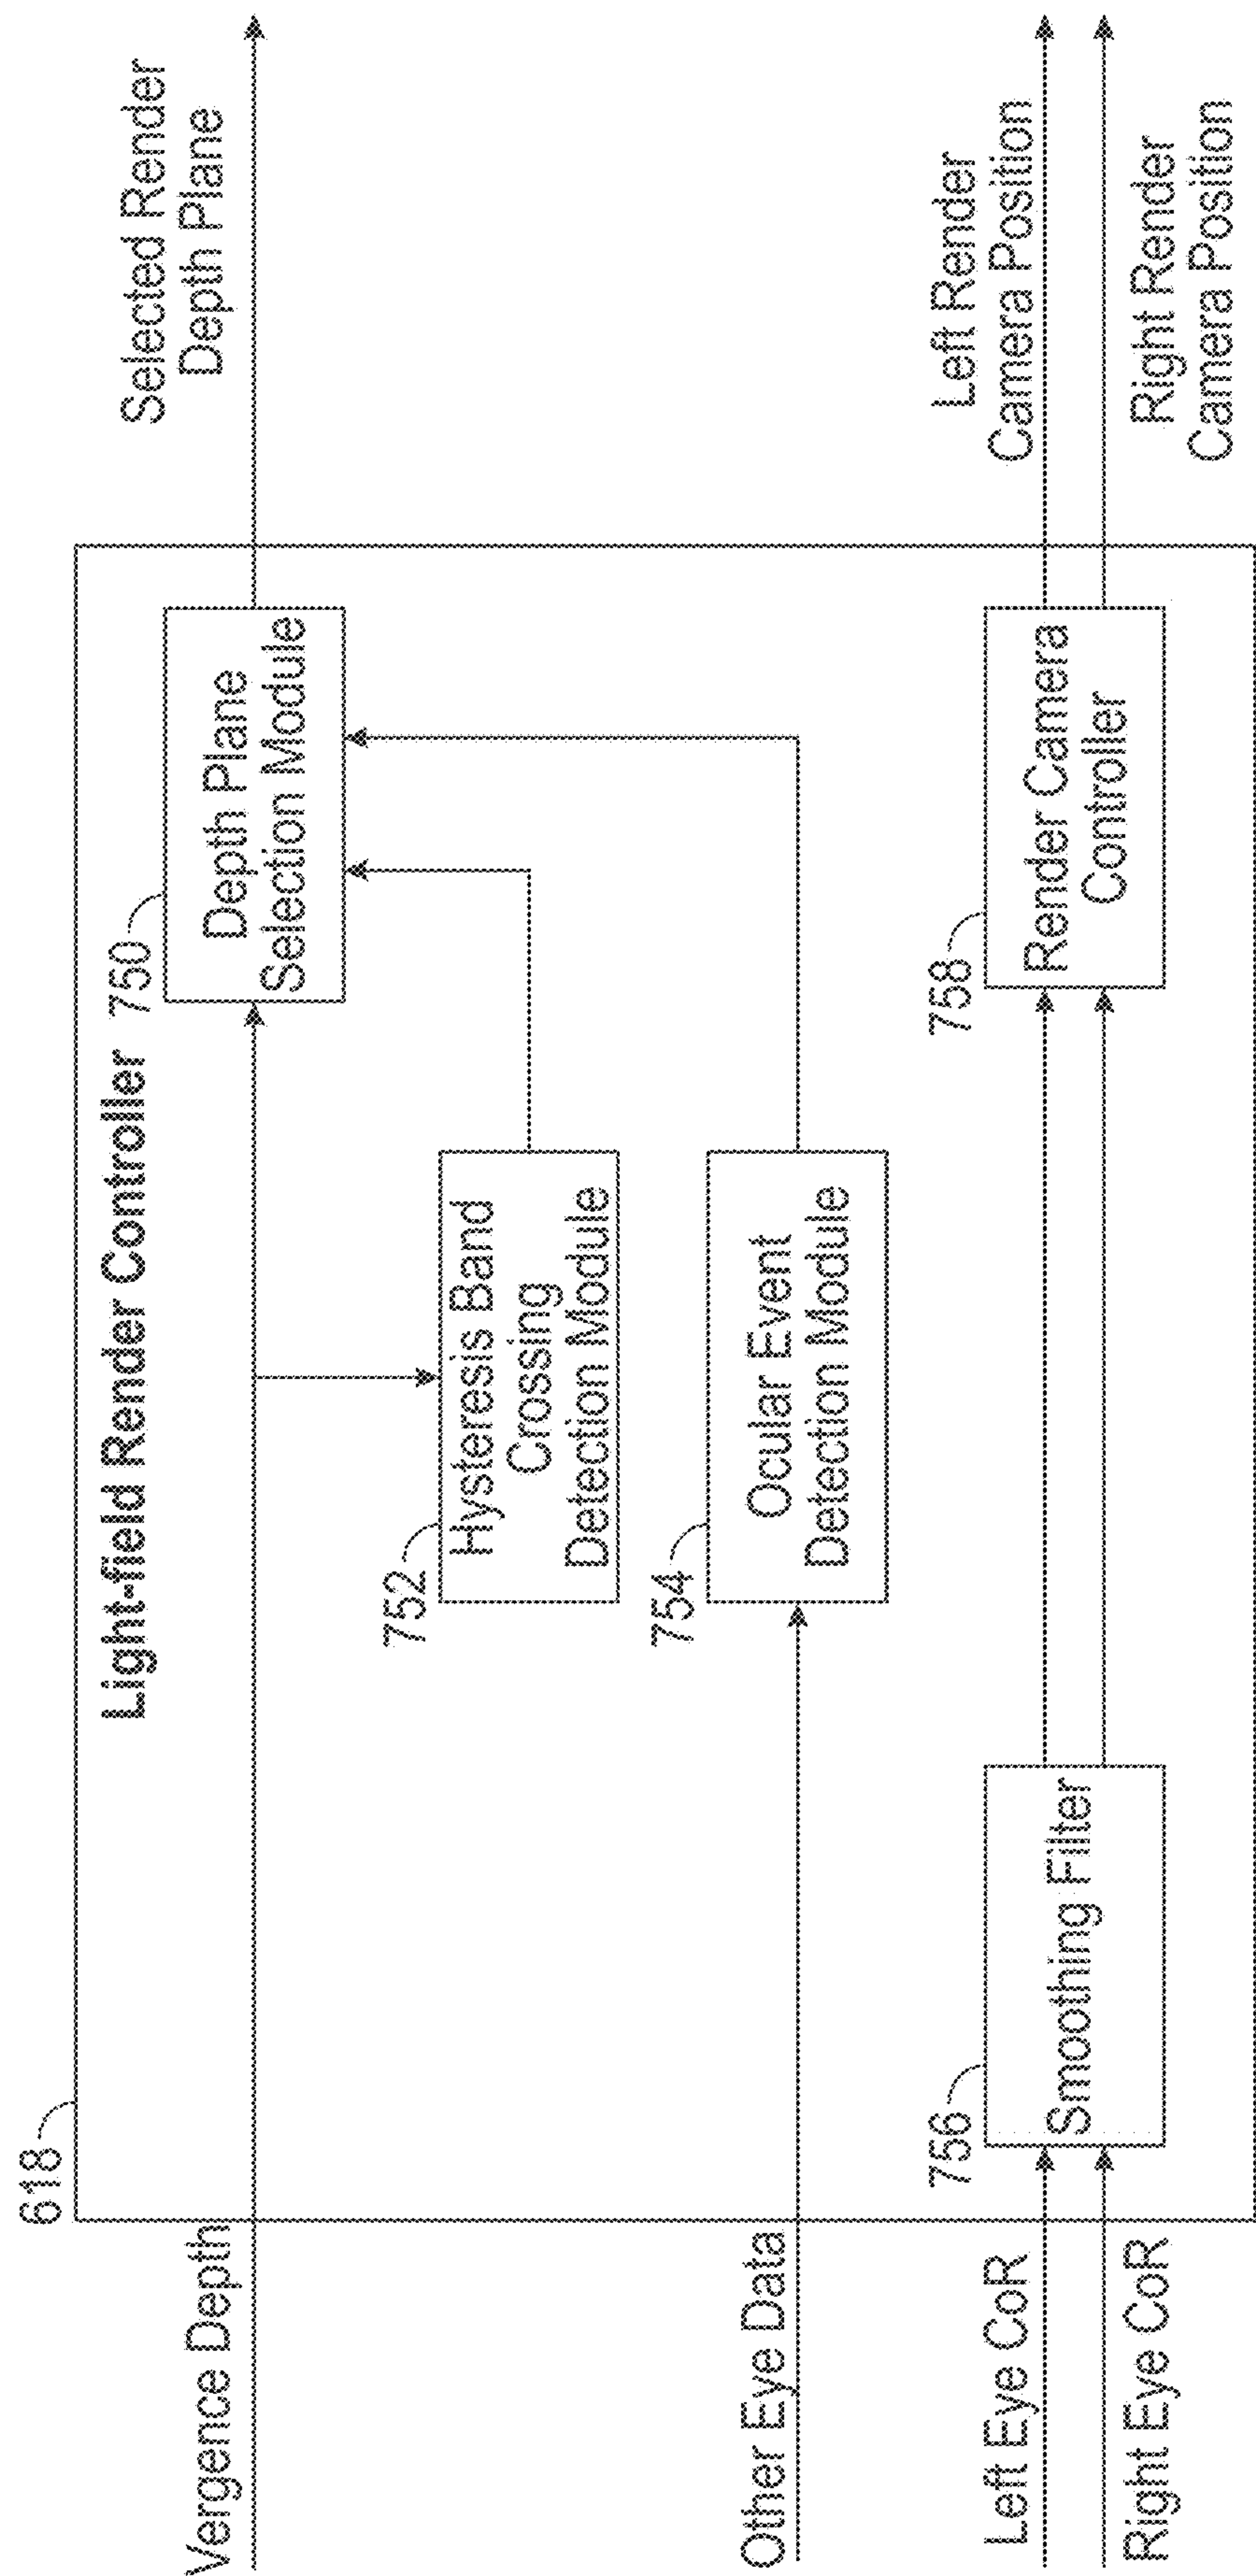 618
Light-field Render Controller
Vergence Depth
750
Depth Plane
Selection Module
Selected Render
Depth Plane
752
Hysteresis Band
Crossing
Detection Module
Other Eye Data
754
Ocular Event
Detection Module
Left Eye CoR
Right Eye CoR
756
Smoothing Filter
758
Render Camera
Controller
Left Render
Camera Position
Right Render
Camera Position